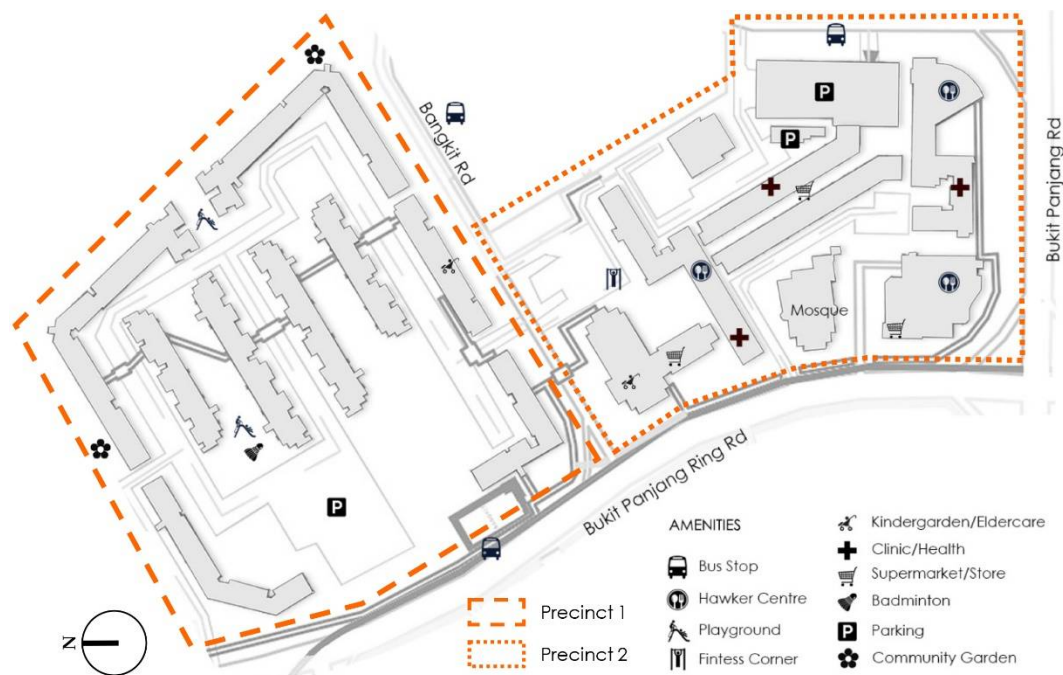 Bangkit Rd
Bukit Panjang Rd
Mosque
Bukit Panjang Ring Rd
P
P
P
N
Precinct 1
Precinct 2
AMENITIES
Bus Stop
Hawker Centre
Playground
Fintess Corner
Kindergarden/Eldercare
Clinic/Health
Supermarket/Store
Badminton
P Parking
Community Garden